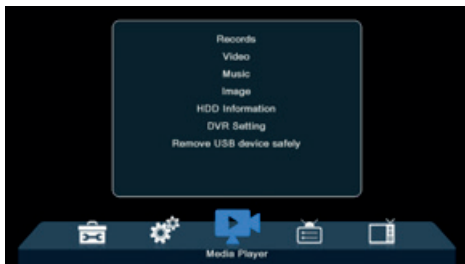 Records
Video
Music
Image
HDD Information
DVR Setting
Remove USB device safely
Media Player